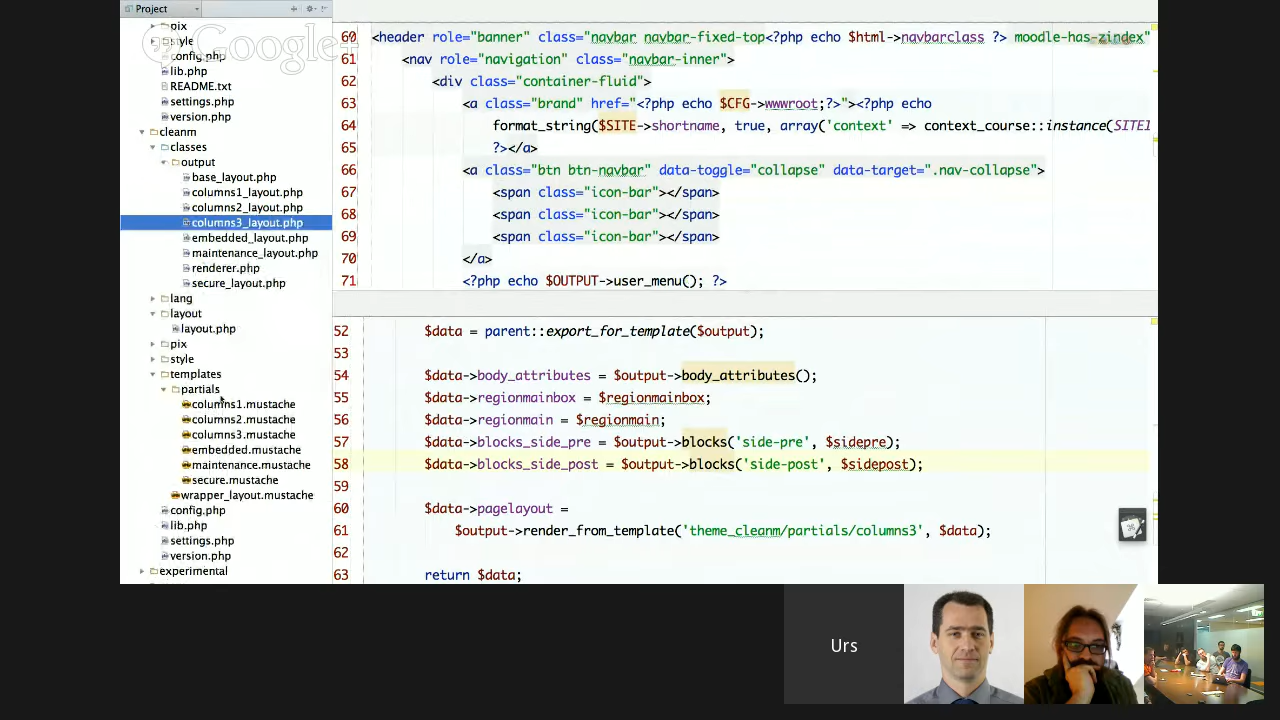 Project
pix
style
config.php
lib.php
README.txt
settings.php
version.php
cleanm
classes
output
base_layout.php
columns1_layout.php
columns2_layout.php
columns3_layout.php
embedded_layout.php
maintenance_layout.php
renderer.php
secure_layout.php
lang
layout
layout.php
pix
style
templates
partials
columns1.mustache
columns2.mustache
columns3.mustache
embedded.mustache
maintenance.mustache
secure.mustache
wrapper_layout.mustache
config.php
lib.php
settings.php
version.php
experimental
Google+
60 <header role="banner" class="navbar navbar-fixed-top<?php echo $html->navbarclass ?> moodle-has-zindex"
61 <nav role="navigation" class="navbar-inner">
62 <div class="container-fluid">
63 <a class="brand" href="<?php echo $CFG->wwwroot;?>"><?php echo
64 format_string($SITE->shortname, true, array('context' => context_course::instance(SITEI
65 ?></a>
66 <a class="btn btn-navbar" data-toggle="collapse" data-target=".nav-collapse">
67 <span class="icon-bar"></span>
68 <span class="icon-bar"></span>
69 <span class="icon-bar"></span>
70 </a>
71 <?php echo $OUTPUT->user_menu(); ?>
52 $data = parent::export_for_template($output);
53
54 $data->body_attributes = $output->body_attributes();
55 $data->regionmainbox = $regionmainbox;
56 $data->regionmain = $regionmain;
57 $data->blocks_side_pre = $output->blocks('side-pre', $sidepre);
58 $data->blocks_side_post = $output->blocks('side-post', $sidepost);
59
60 $data->pagelayout =
61 $output->render_from_template('theme_cleanm/partials/columns3', $data);
62
63 return $data;
Urs